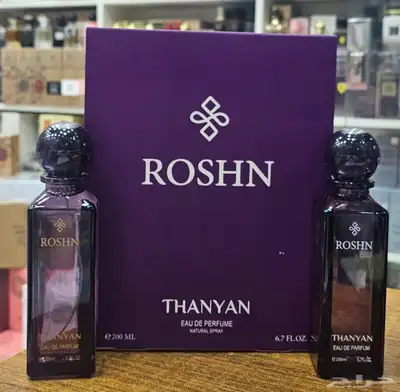 ROSHN
THANYAN
EAU DE PERFUME
NATURAL SPRAY
e 200 ML
6.7 FL.OZ.
ROSHN
THANYAN
EAU DE PARFUM
ROSHN
THANYAN
EAU DE PARFUM
حراج